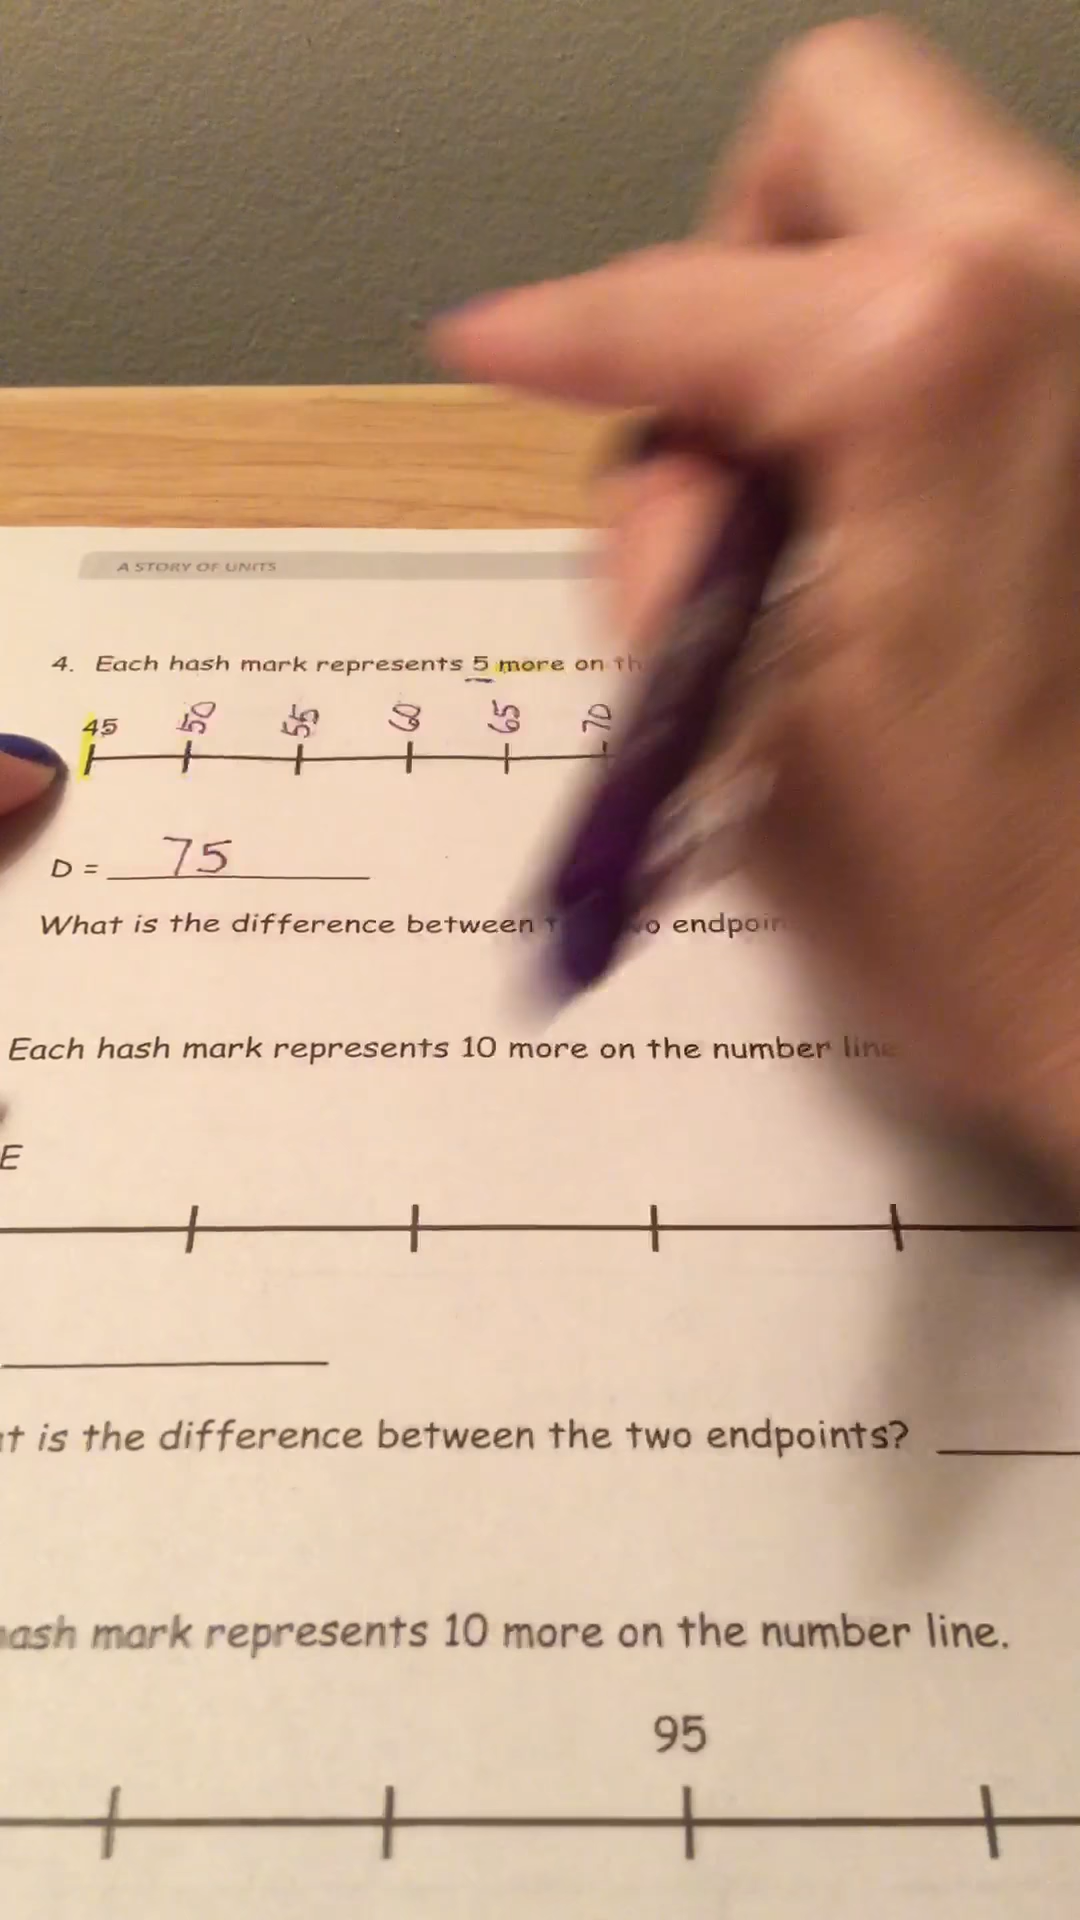 A STORY OF UNITS
4. Each hash mark represents 5 more on
45 50 55 60 65 70
D = 75
What is the difference between
Each hash mark represents 10 more on the number line
E
is the difference between the two endpoints?
hash mark represents 10 more on the number line.
95